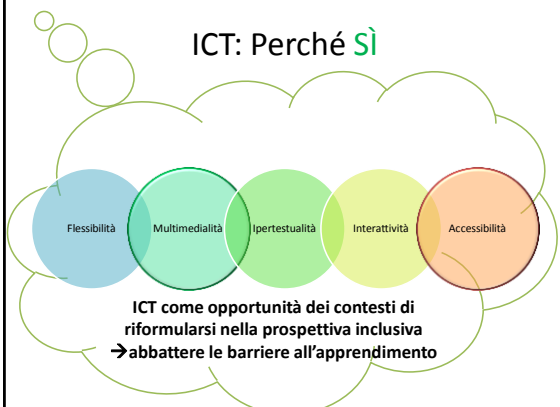 ICT: Perché SÌ
Flessibilità
Multimedialità
Ipertestualità
Interattività
Accessibilità
ICT come opportunità dei contesti di
riformularsi nella prospettiva inclusiva
→abbattere le barriere all’apprendimento